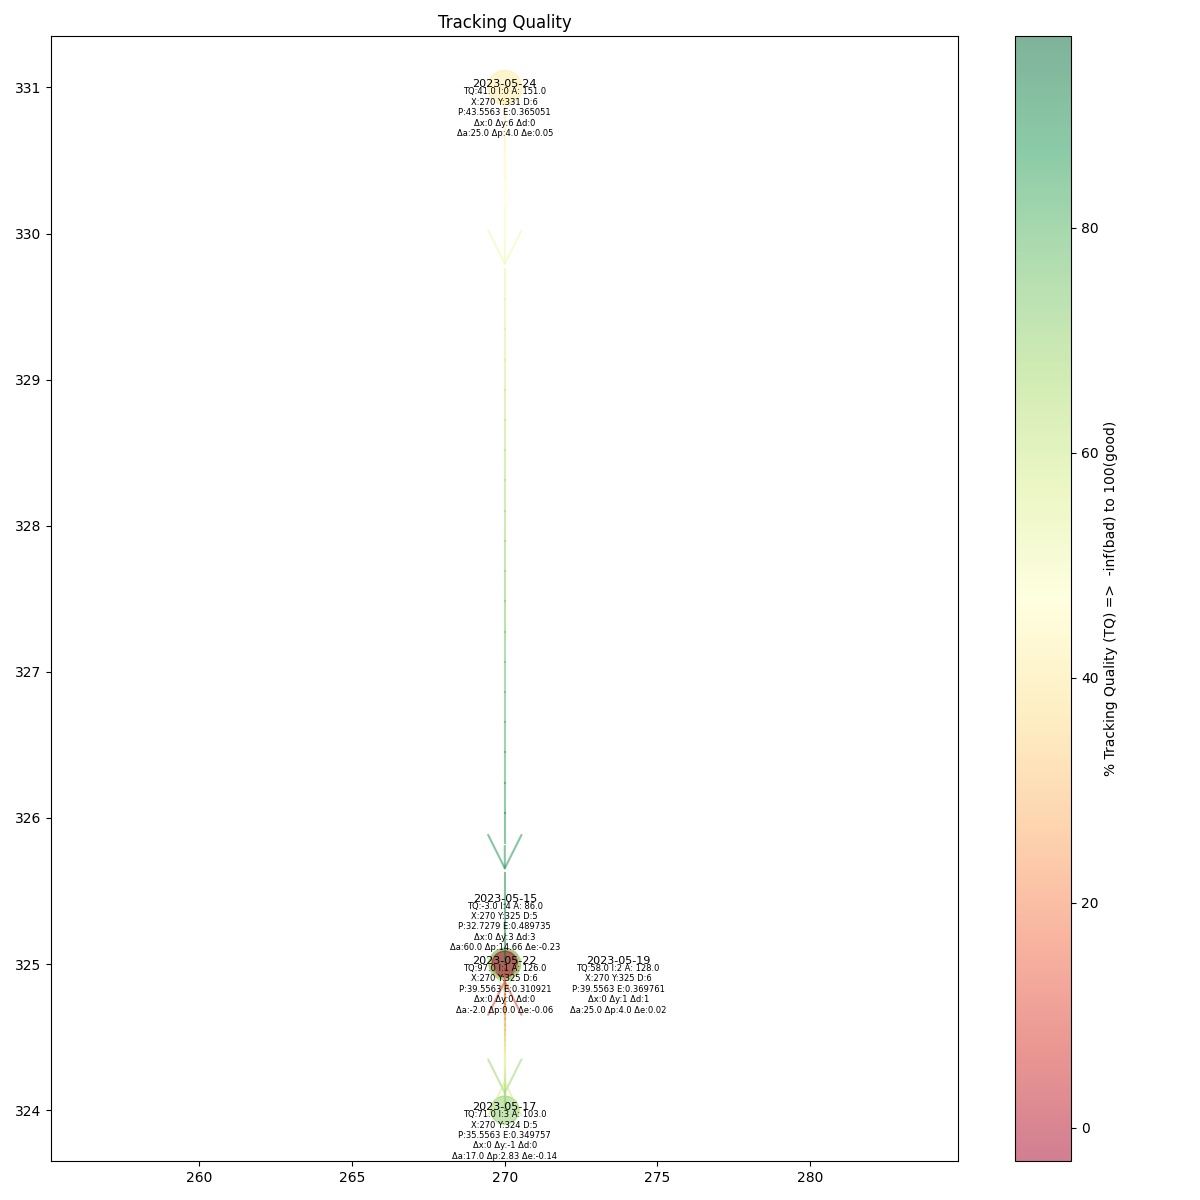 Tracking Quality
331
330
329
328
327
326
325
324
2023-05-24
TQ:41.0 I:0 A: 151.0
X:270 Y:331 D:6
P:43.5563 E:0.365051
Δx:0 Δy:6 Δd:0
Δa:25.0 Δp:4.0 Δe:0.05
2023-05-15
TQ:-3.0 I:4 A: 86.0
X:270 Y:325 D:5
P:32.7279 E:0.489735
Δx:0 Δy:3 Δd:3
Δa:60.0 Δp:14.66 Δe:-0.23
2023-05-22
TQ:97.0 I:1 A: 126.0
X:270 Y:325 D:6
P:39.5563 E:0.310921
Δx:0 Δy:0 Δd:0
Δa:-2.0 Δp:0.0 Δe:-0.06
2023-05-19
TQ:58.0 I:2 A: 128.0
X:270 Y:325 D:6
P:39.5563 E:0.369761
Δx:0 Δy:1 Δd:1
Δa:25.0 Δp:4.0 Δe:0.02
2023-05-17
TQ:71.0 I:3 A: 103.0
X:270 Y:324 D:5
P:35.5563 E:0.349757
Δx:0 Δy:-1 Δd:0
Δa:17.0 Δp:2.83 Δe:-0.14
260 265 270 275 280
80
60
40
20
0
% Tracking Quality (TQ) => -inf(bad) to 100(good)